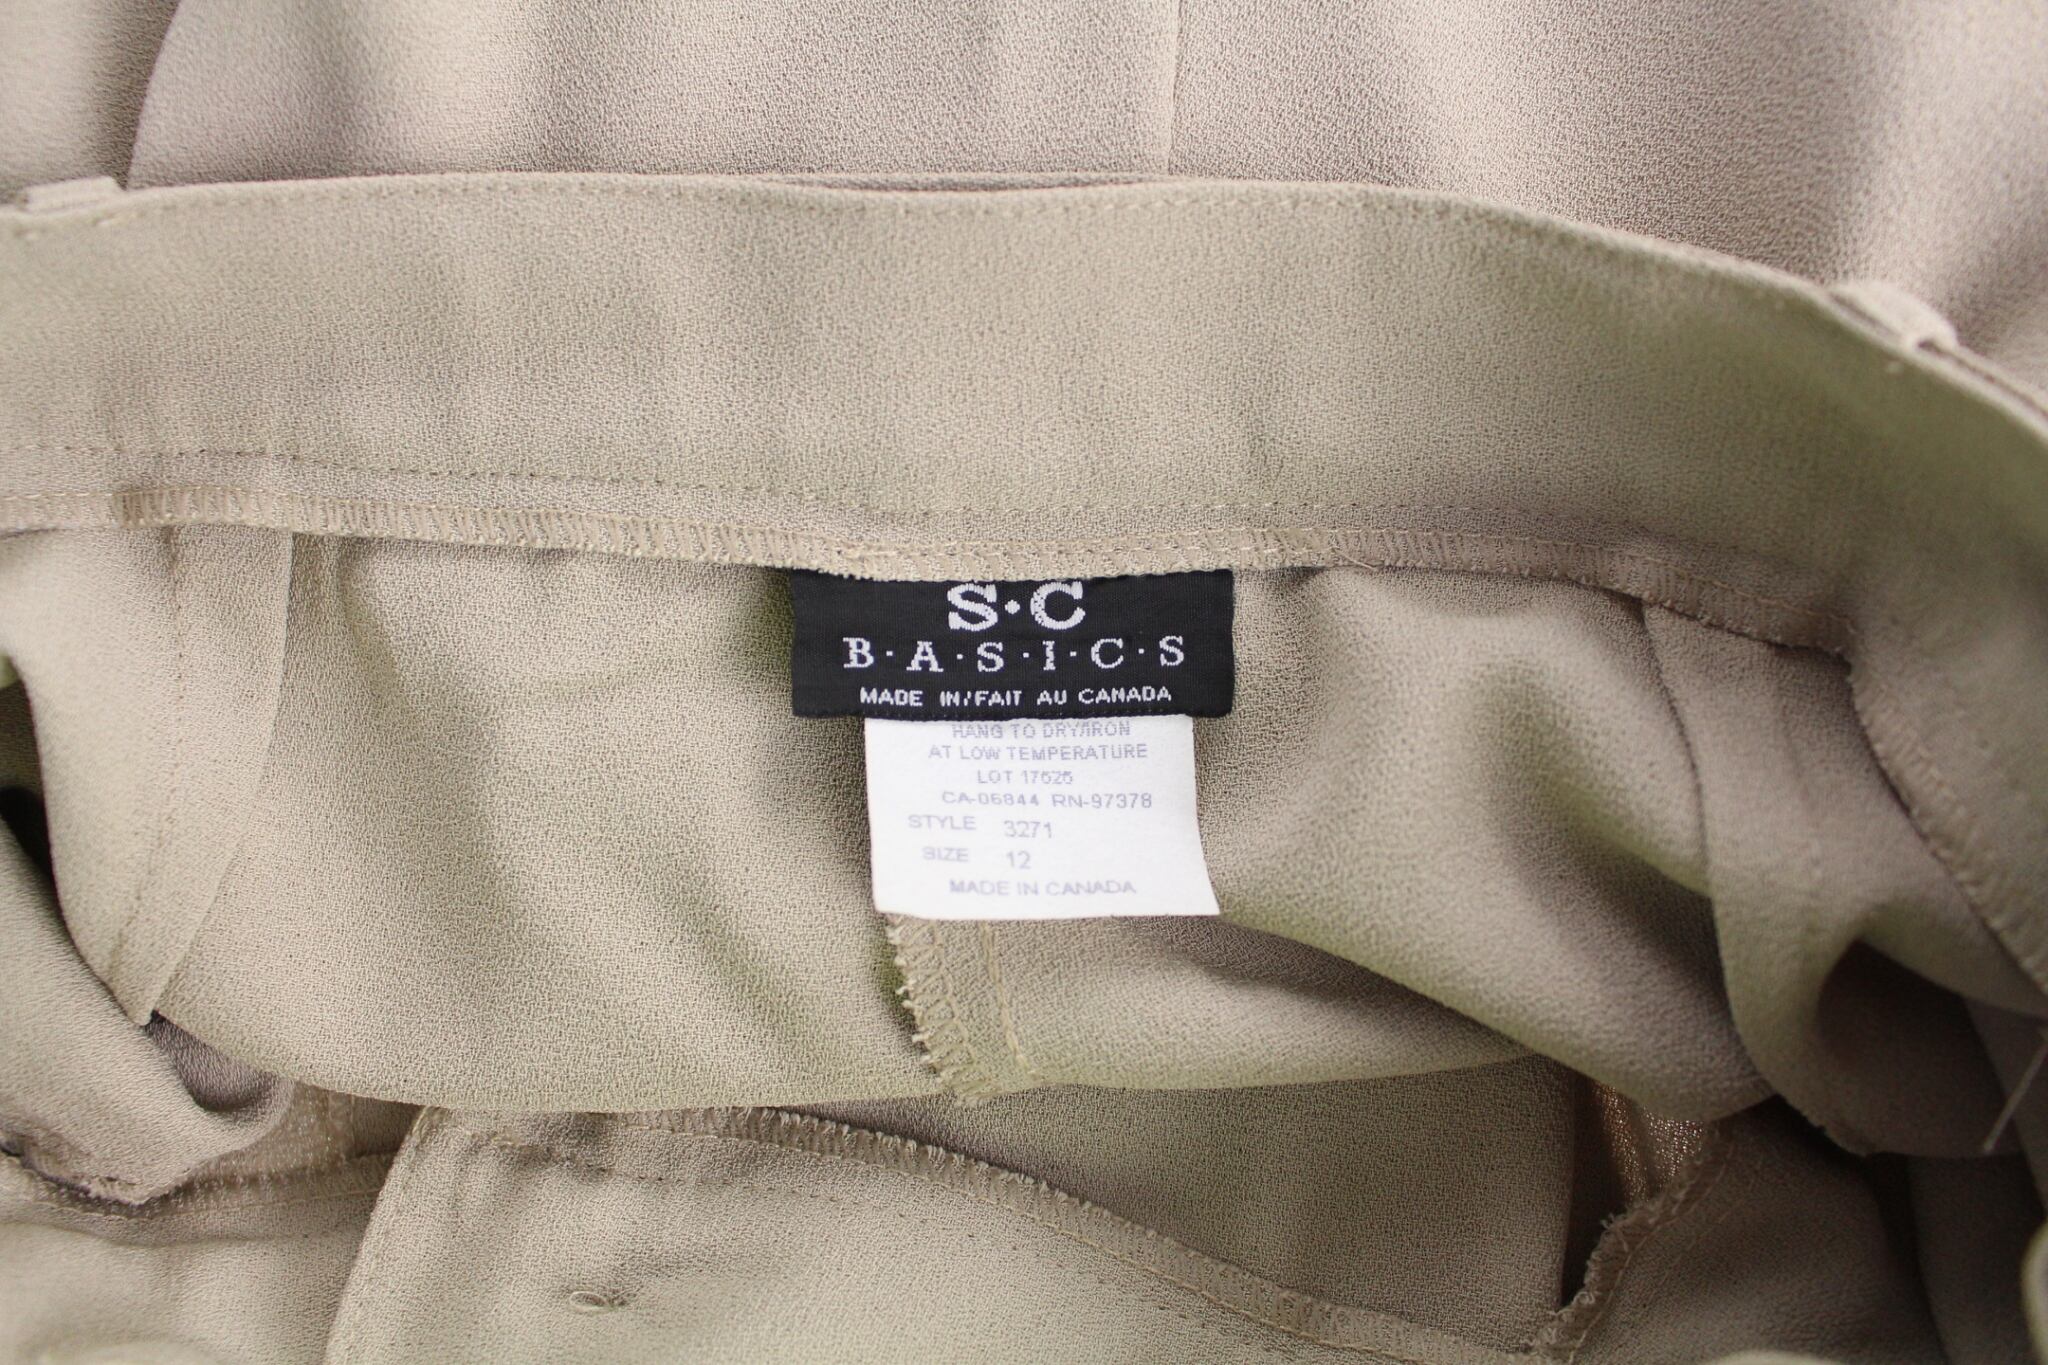 S·C
B·A·S·I·C·S
MADE IN/FAIT AU CANADA
HANG TO DRY/IRON
AT LOW TEMPERATURE
LOT 17525
CA-06844 RN-97378
STYLE 3271
SIZE 12
MADE IN CANADA